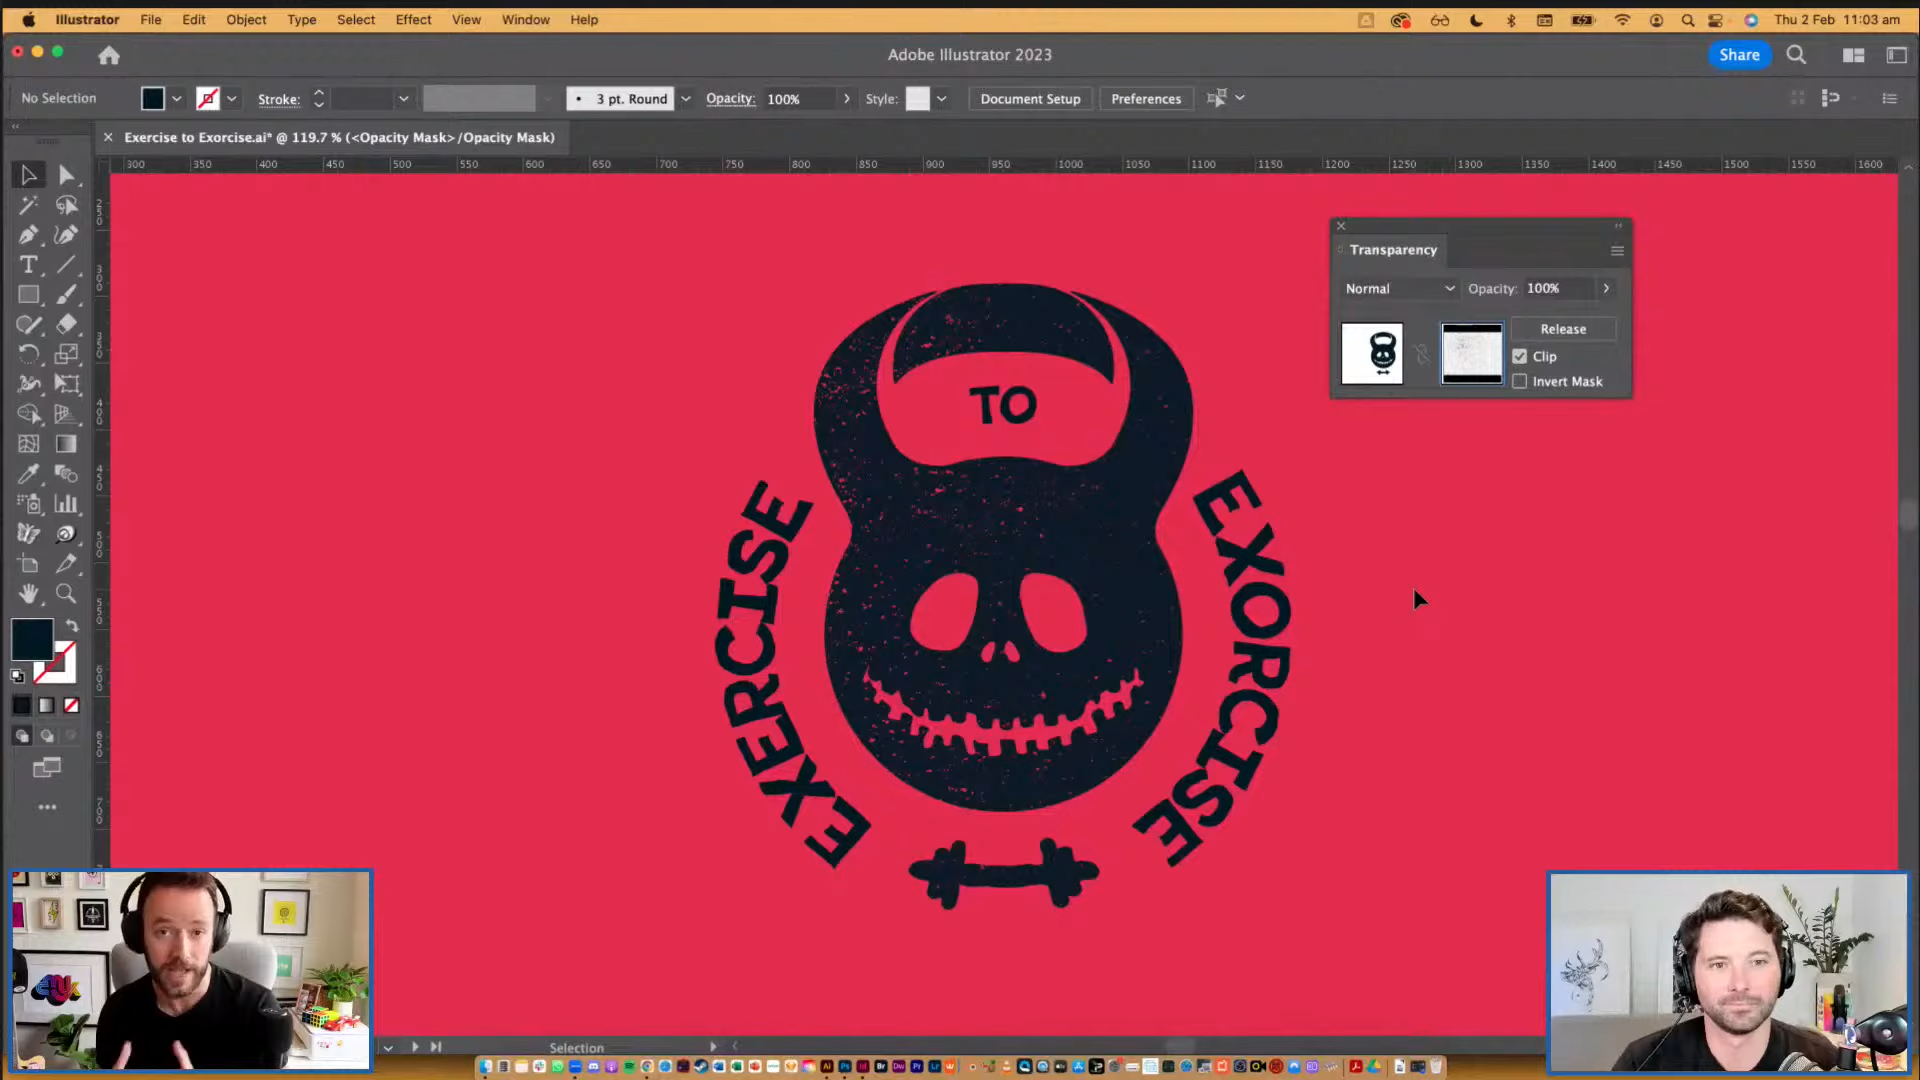 Illustrator File Edit Object Type Select Effect View Window Help Thu 2 Feb 11:03 am
Adobe Illustrator 2023 Share
No Selection Stroke: 3 pt. Round Opacity: 100% Style: Document Setup Preferences
× Exercise to Exorcise.ai* @ 119.7 % (<Opacity Mask>/Opacity Mask)
300 350 400 450 500 550 600 650 700 750 800 850 900 950 1000 1050 1100 1150 1200 1250 1300 1350 1400 1450 1500 1550 1600
Transparency
Normal Opacity: 100%
Release
Clip
Invert Mask
TO
EXERCISE
EXORCISE
Selection